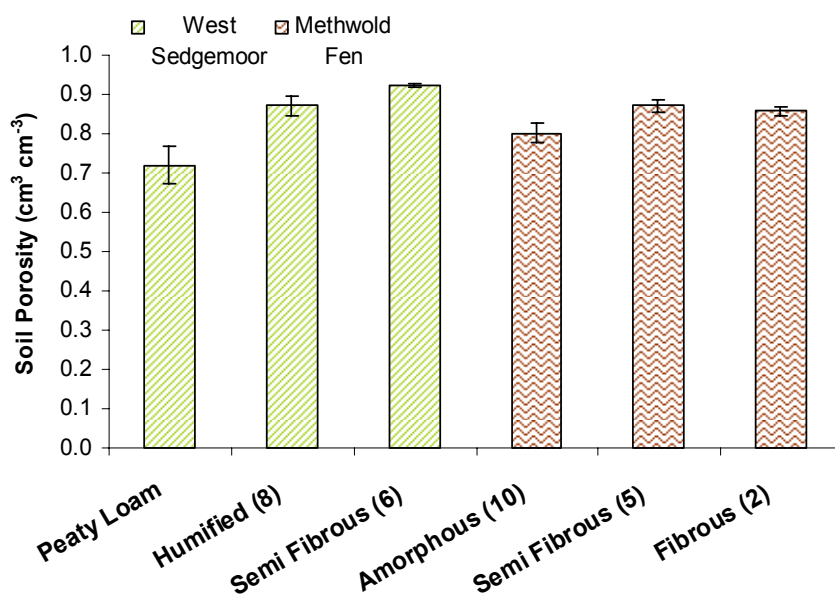 West Sedgemoor
Methwold Fen
Soil Porosity (cm³ cm⁻³)
1.0
0.9
0.8
0.7
0.6
0.5
0.4
0.3
0.2
0.1
0.0
Peaty Loam
Humified (8)
Semi Fibrous (6)
Amorphous (10)
Semi Fibrous (5)
Fibrous (2)